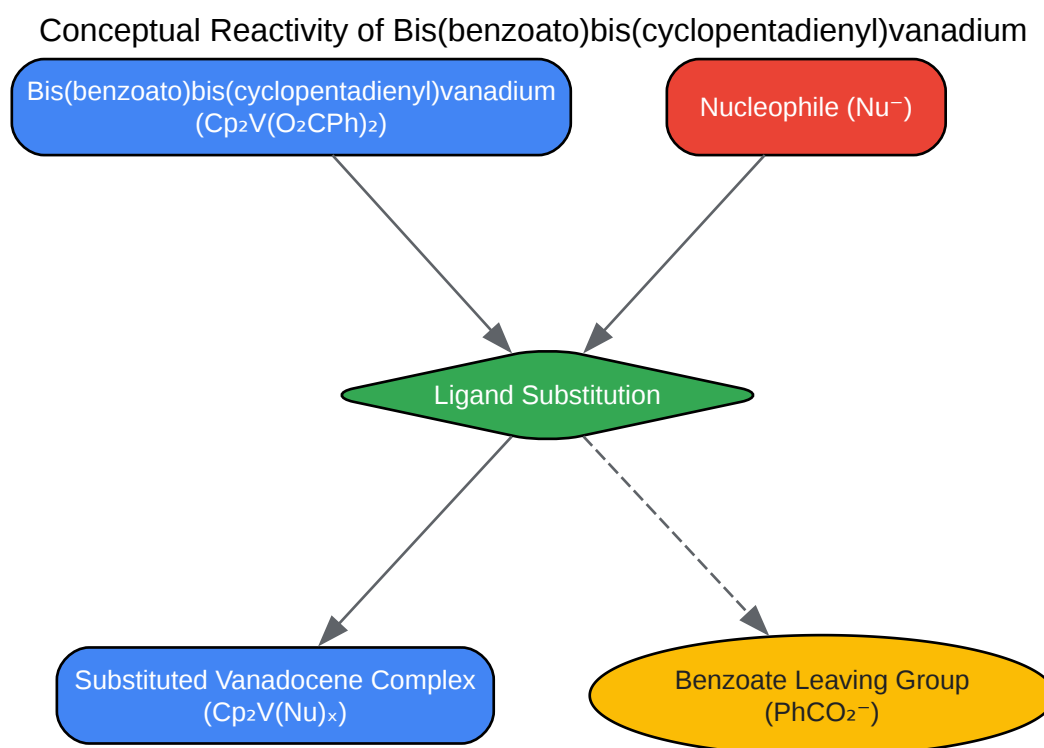 Conceptual Reactivity of Bis(benzoato)bis(cyclopentadienyl)vanadium
Bis(benzoato)bis(cyclopentadienyl)vanadium
(Cp₂V(O₂CPh)₂)
Nucleophile (Nu⁻)
Ligand Substitution
Substituted Vanadocene Complex
(Cp₂V(Nu)ₓ)
Benzoate Leaving Group
(PhCO₂⁻)